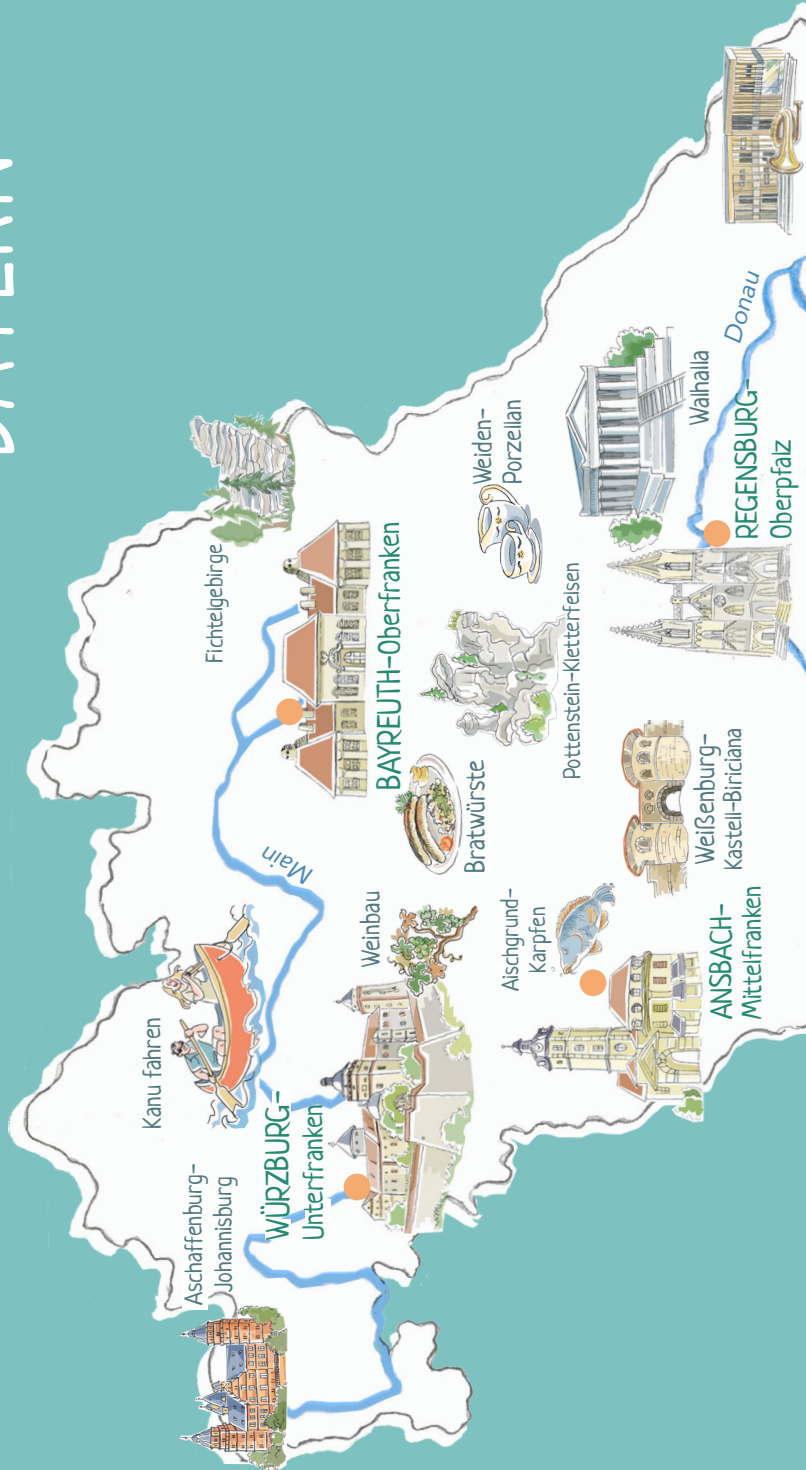 Aschaffenburg-
Johannisburg
Kanu fahren
WÜRZBURG-
Unterfranken
Main
Fichtelgebirge
Weinbau
Bratwürste
BAYREUTH-Oberfranken
Weiden-
Porzellan
Aischgrund-
Karpfen
Pottenstein-Kletterfelsen
ANSBACH-
Mittelfranken
Weißenburg-
Kastell-Biriciana
Walhalla
Donau
REGENSBURG-
Oberpfalz